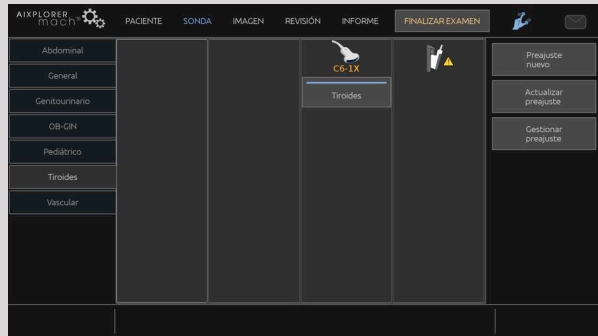 AIXPLORER
mach
PACIENTE SONDA IMAGEN REVISIÓN INFORME FINALIZAR EXAMEN
Abdominal
General
Genitourinario
OB-GIN
Pediátrico
Tiroides
Vascular
C6-1X
Tiroides
Preajuste
nuevo
Actualizar
preajuste
Gestionar
preajuste